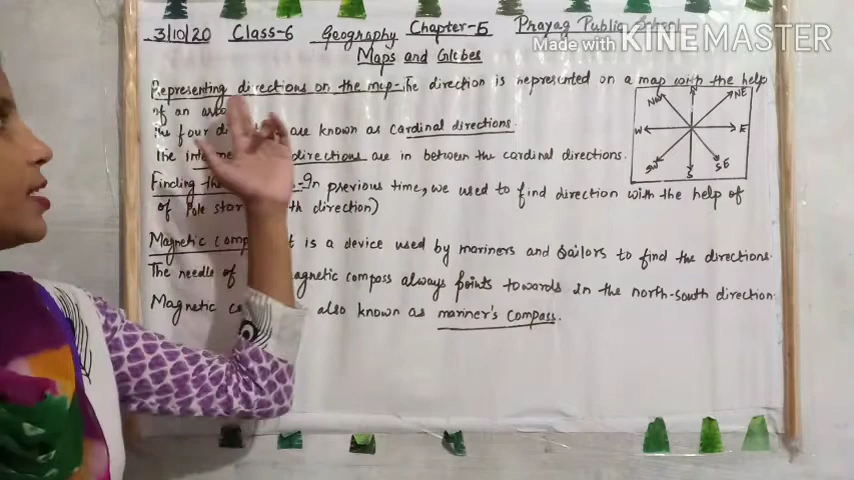 3/10/20 Class-6 Geography Chapter-5 Prayag Public School
Made with KINEMASTER
Maps and Globes
Representing directions on the map-The direction is represented on a map with the help
of an
The four are known as cardinal directions.
The directions are in between the cardinal directions.
Finding the -In previous time, we used to find direction with the help of
of Pole star direction)
Magnetic is a device used by mariners and sailors to find the directions.
The needle of magnetic compass always points towards in the north-south direction
Magnetic also known as mariner's compass.
N
NW NE
W E
SW SE
S